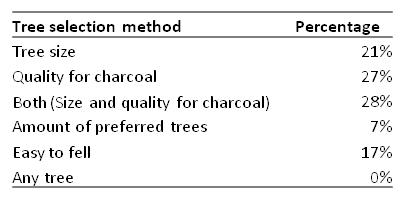 Tree selection method Percentage
Tree size 21%
Quality for charcoal 27%
Both (Size and quality for charcoal) 28%
Amount of preferred trees 7%
Easy to fell 17%
Any tree 0%